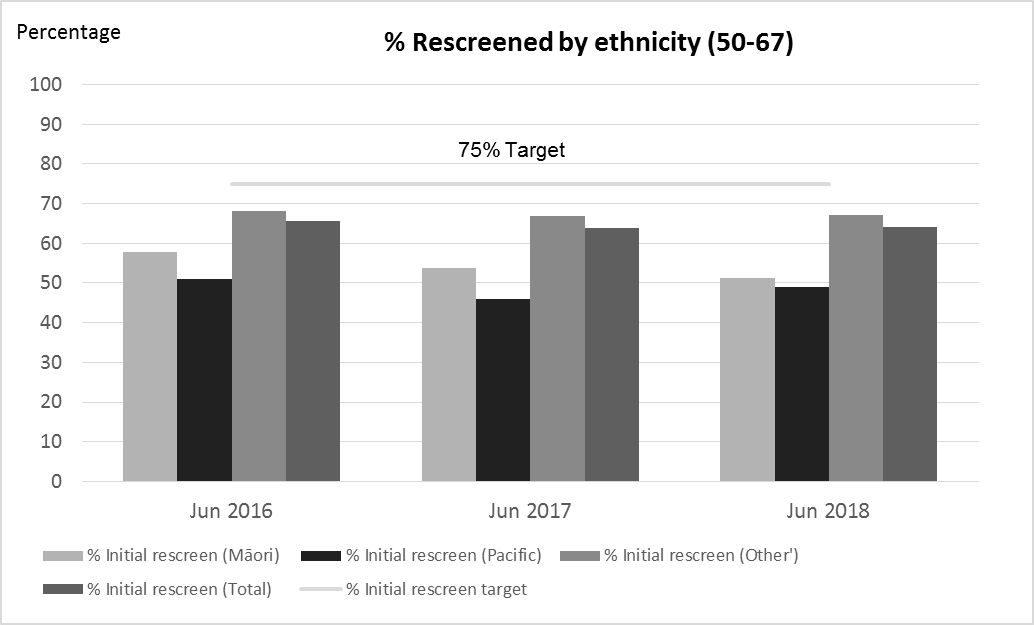 Percentage
% Rescreened by ethnicity (50-67)
100
90
75% Target
80
70
60
50
40
30
20
10
0
Jun 2016 Jun 2017 Jun 2018
% Initial rescreen (Māori) % Initial rescreen (Pacific) % Initial rescreen (Other')
% Initial rescreen (Total) % Initial rescreen target